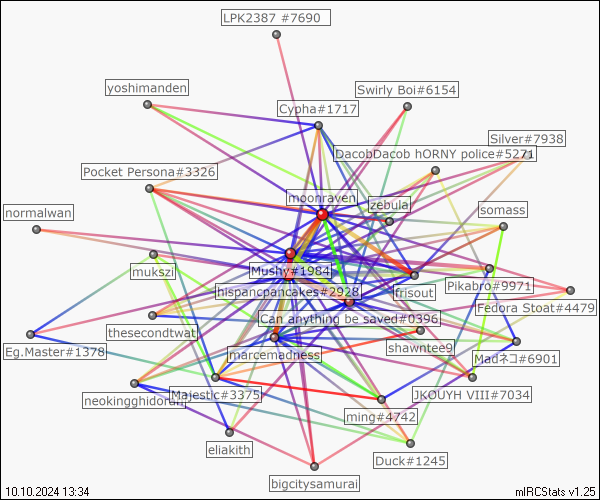 LPK2387 #7690
yoshimanden
Swirly Boi#6154
Cypha#1717
Silver#7938
DacobDacob hORNY police#5271
Pocket Persona#3326
moonraven
zebula
normalwan
somass
mukszi
Mushy#1984
hispancpancakes#2928
frisout
Pikabro#9971
Fedora Stoat#4479
Can anything be saved#0396
thesecondtwat
shawntee9
Eg.Master#1378
marcemadness
Madネコ#6901
neokingghidorah
Majestic#3375
JKOUYH VIII#7034
ming#4742
eliakith
Duck#1245
bigcitysamurai
10.10.2024 13:34
mIRCStats v1.25